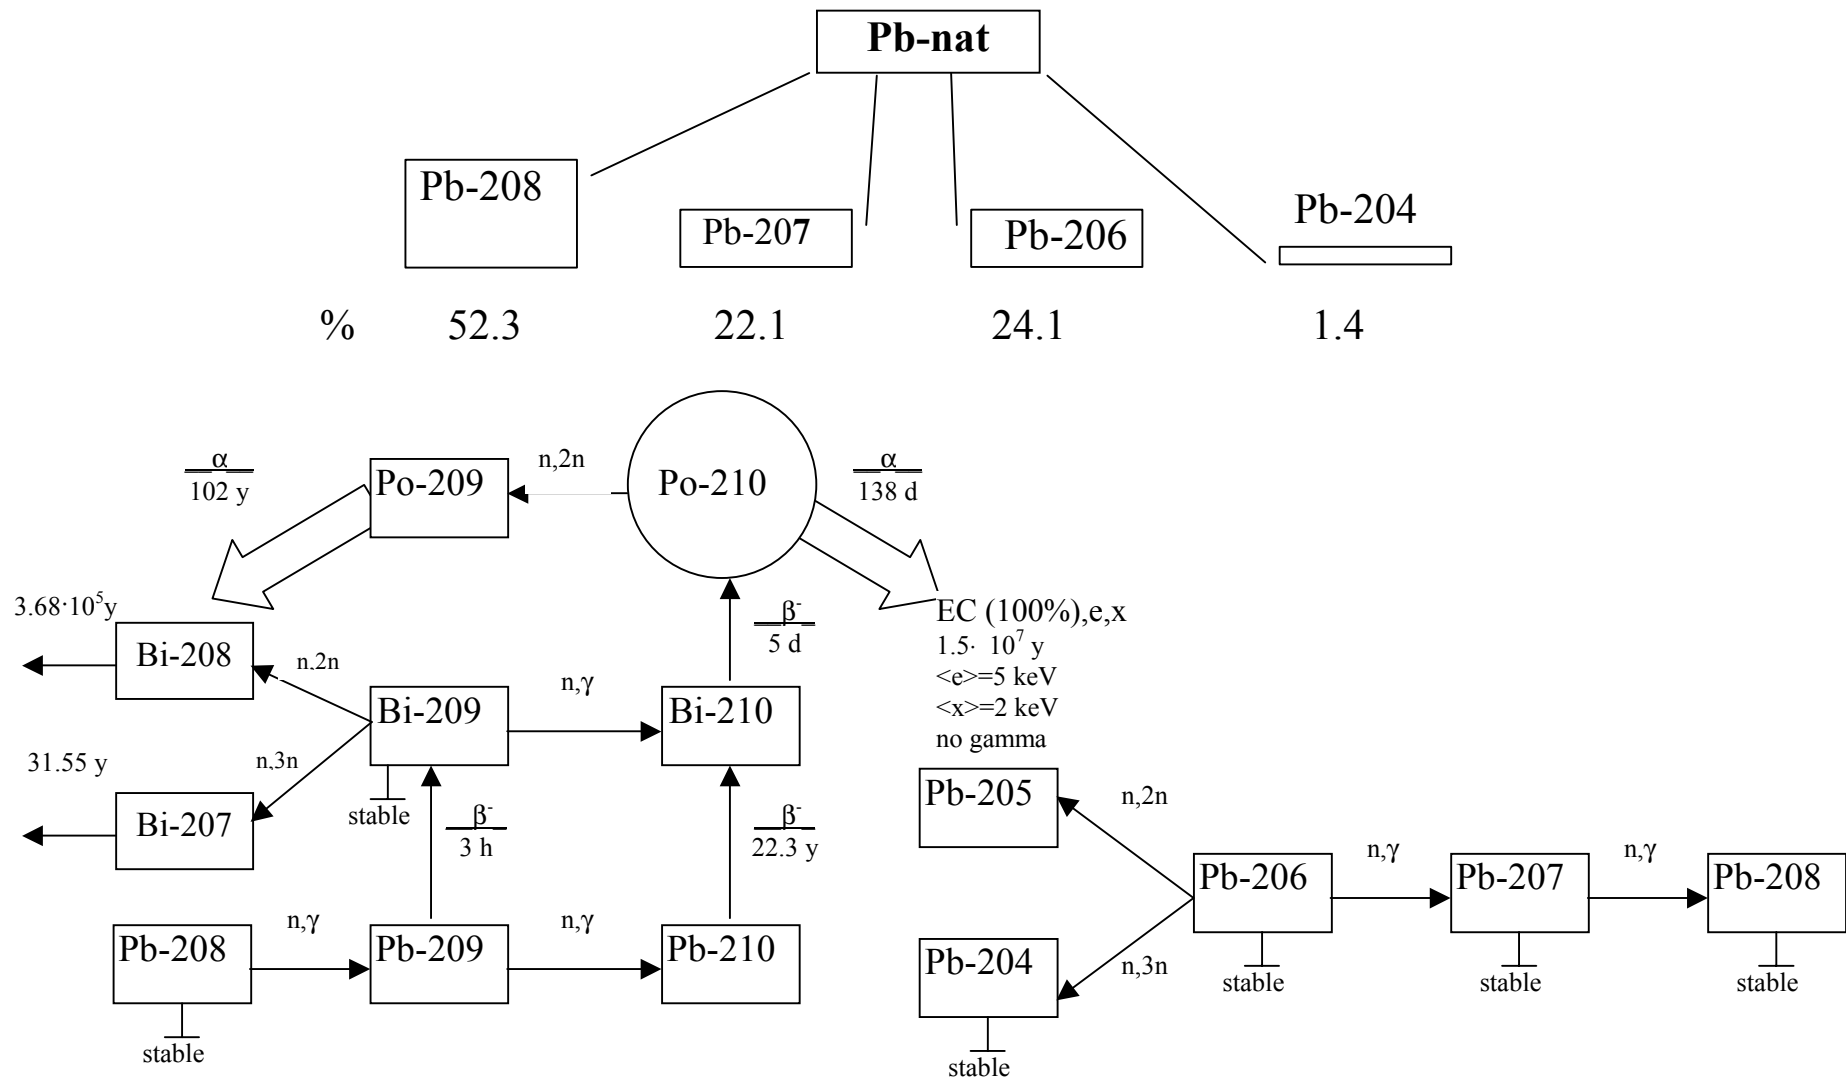 Pb-nat
Pb-208
Pb-207
Pb-206
Pb-204
% 52.3 22.1 24.1 1.4
α
102 y
Po-209
n,2n
Po-210
α
138 d
3.68·10⁵y
Bi-208
n,2n
β⁻
5 d
EC (100%),e,x
1.5· 10⁷ y
<e>=5 keV
<x>=2 keV
no gamma
Bi-209
n,γ
Bi-210
31.55 y
n,3n
Bi-207
stable
β⁻
3 h
β⁻
22.3 y
Pb-208
n,γ
Pb-209
n,γ
Pb-210
stable
Pb-205
n,2n
Pb-206
n,γ
Pb-207
n,γ
Pb-208
Pb-204
n,3n
stable
stable
stable
stable